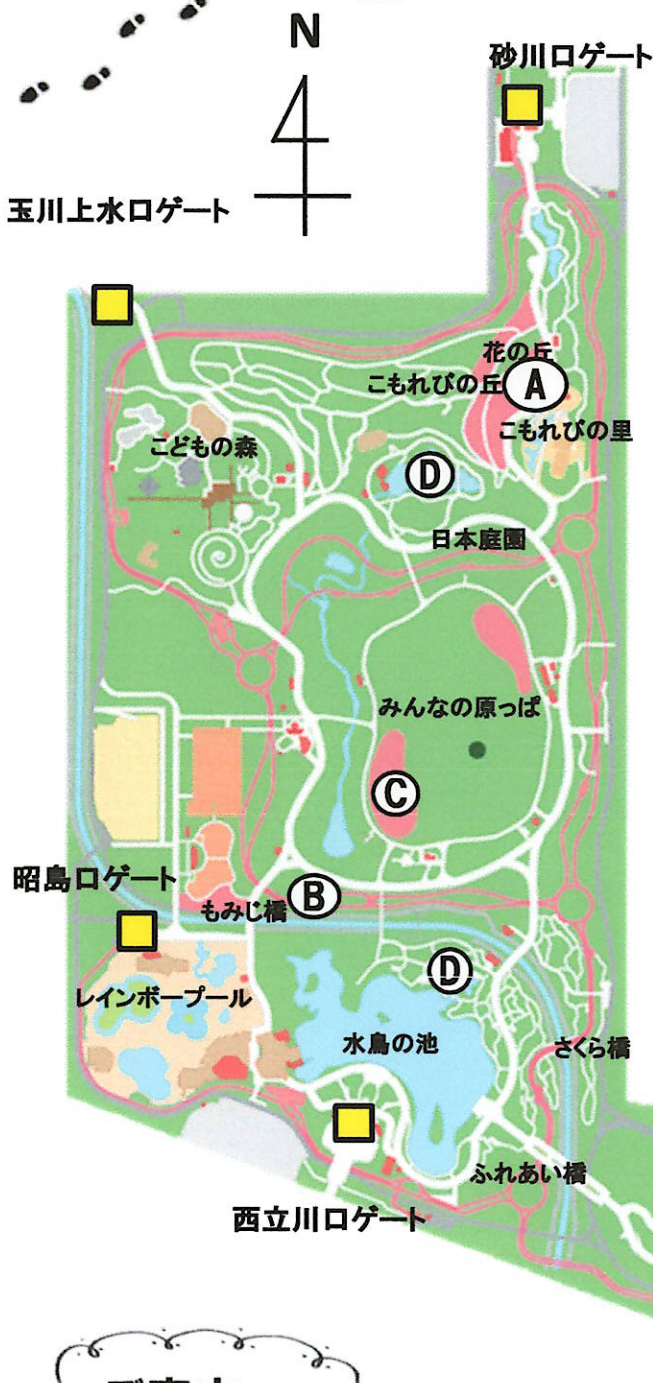 N
砂川口ゲート
玉川上水口ゲート
花の丘
こもれびの丘
A
こもれびの里
こどもの森
D
日本庭園
みんなの原っぱ
C
昭島口ゲート
もみじ橋
B
D
レインボープール
水鳥の池
さくら橋
ふれあい橋
西立川口ゲート